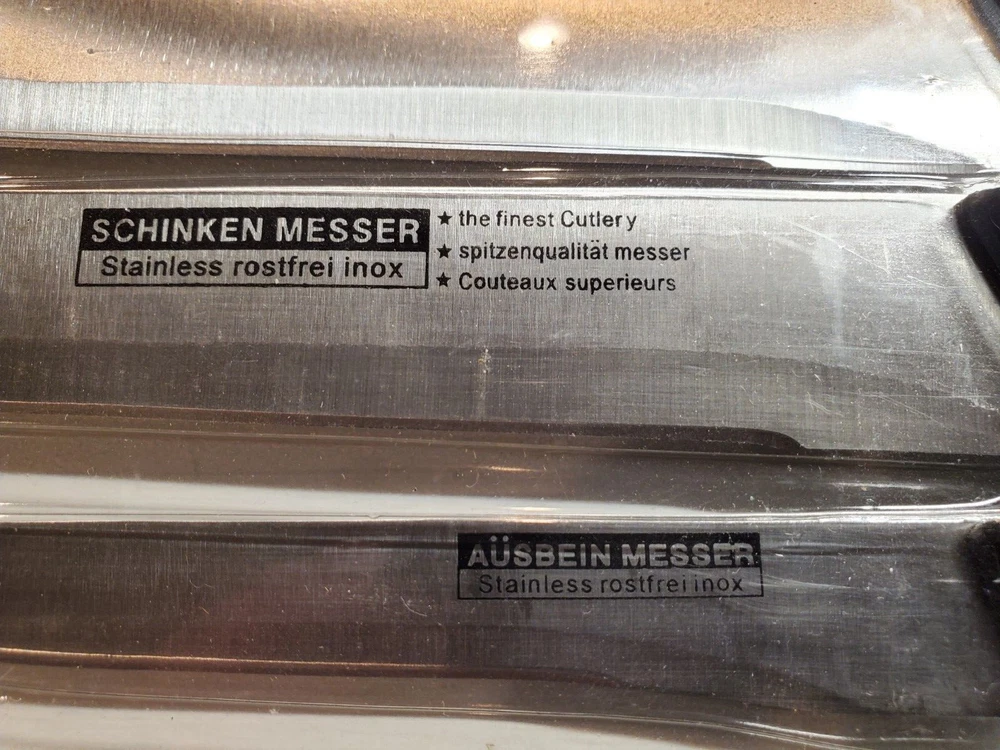 SCHINKEN MESSER
Stainless rostfrei inox
★ the finest Cutlery
★ spitzenqualität messer
★ Couteaux superieurs
AÜSBEIN MESSER
Stainless rostfrei inox